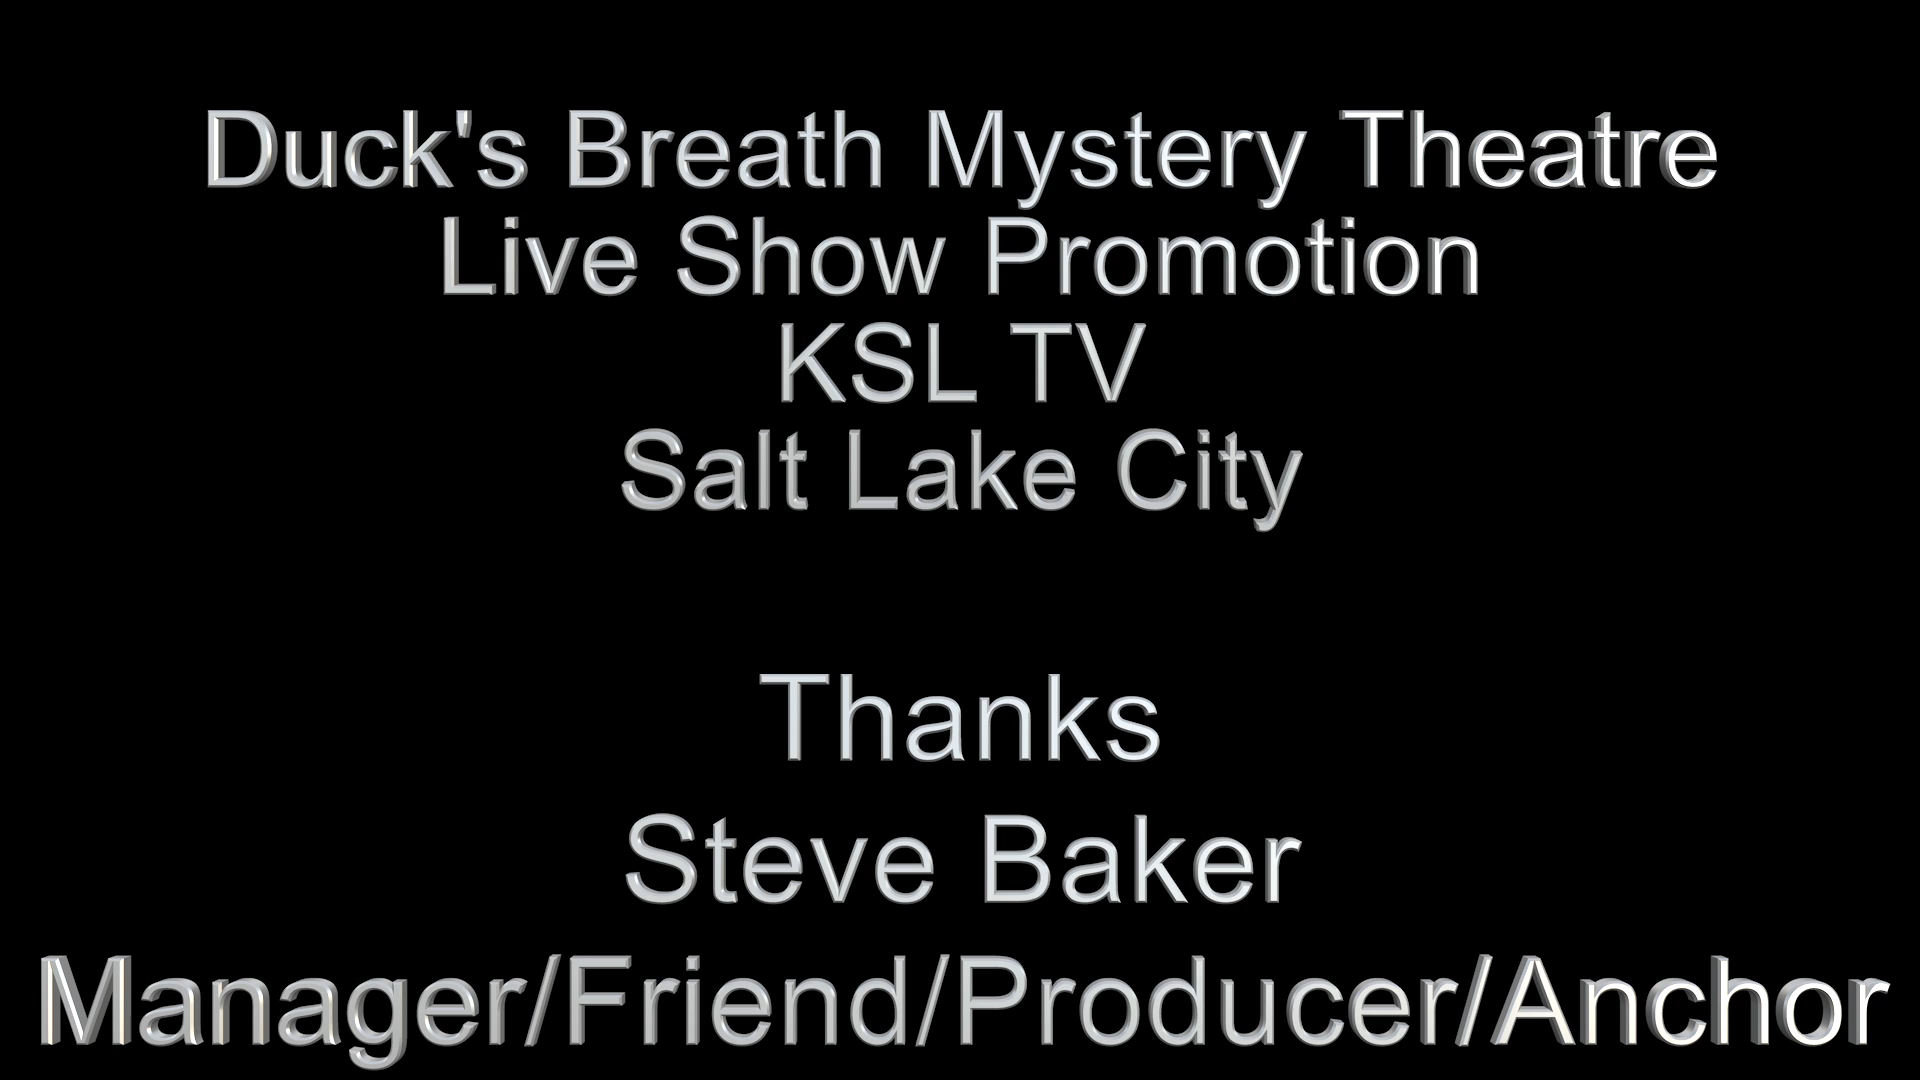 Duck's Breath Mystery Theatre
Live Show Promotion
KSL TV
Salt Lake City
Thanks
Steve Baker
Manager/Friend/Producer/Anchor